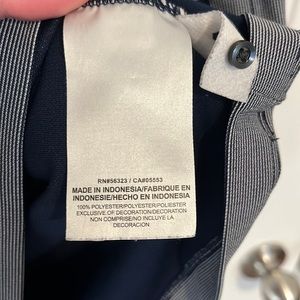 RN#56323 / CA#05553
MADE IN INDONESIA/FABRIQUE EN
INDONESIE/HECHO EN INDONESIA
100% POLYESTER/POLYESTER/POLIESTER
EXCLUSIVE OF DECORATION/DECORATION
NON COMPRISE/NO INCLUYE LA
DECORACION